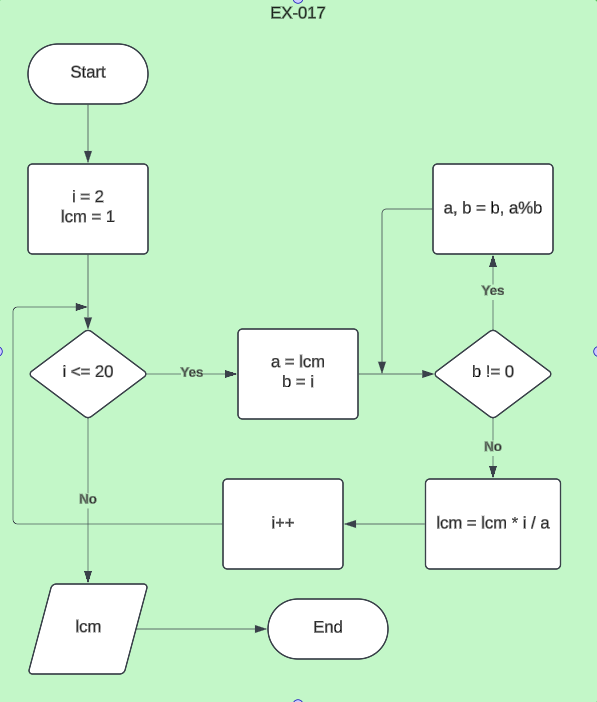 EX-017
Start
i = 2
lcm = 1
a, b = b, a%b
Yes
i <= 20
Yes
a = lcm
b = i
b != 0
No
No
i++
lcm = lcm * i / a
lcm
End